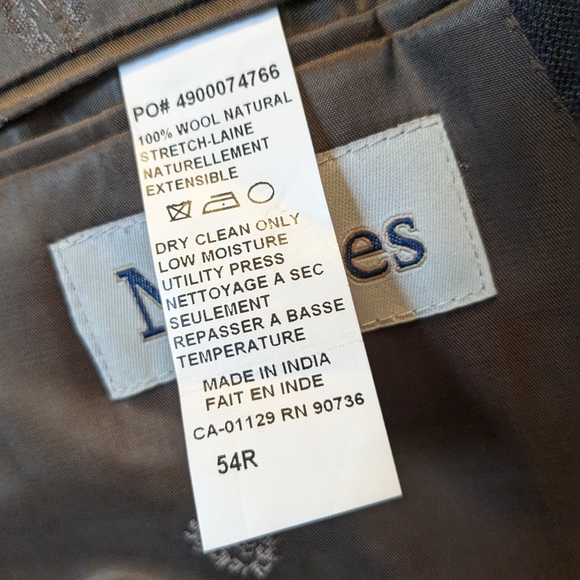 PO# 4900074766
100% WOOL NATURAL
STRETCH-LAINE
NATURELLEMENT
EXTENSIBLE
DRY CLEAN ONLY
LOW MOISTURE
UTILITY PRESS
NETTOYAGE A SEC
SEULEMENT
REPASSER A BASSE
TEMPERATURE
MADE IN INDIA
FAIT EN INDE
CA-01129 RN 90736
54R